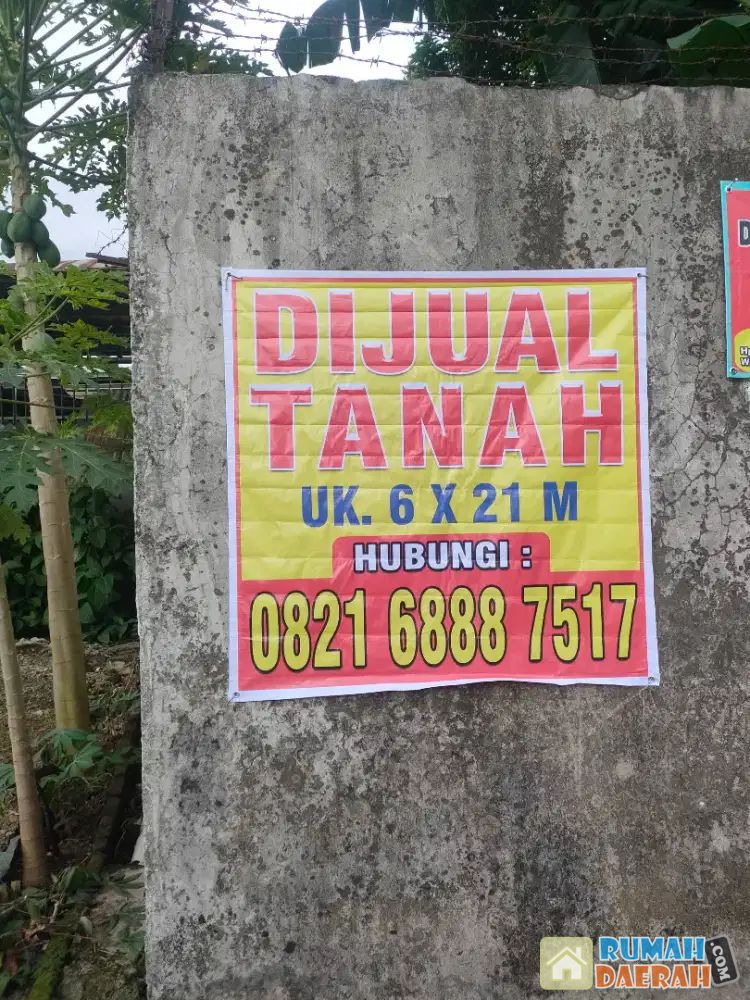 DIJUAL
TANAH
UK. 6 X 21 M
HUBUNGI :
0821 6888 7517
RUMAH
DAERAH
.COM